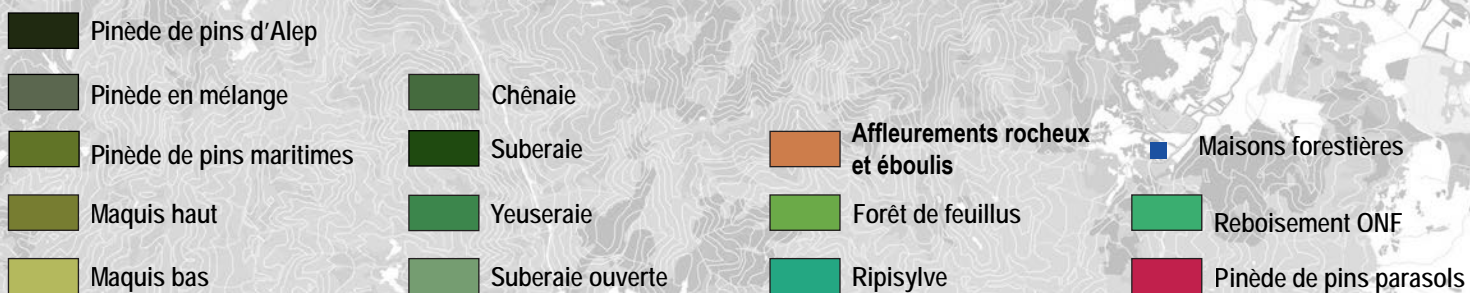 Pinède de pins d'Alep
Pinède en mélange
Pinède de pins maritimes
Maquis haut
Maquis bas
Chênaie
Suberaie
Yeuseraie
Suberaie ouverte
Affleurements rocheux
et éboulis
Forêt de feuillus
Ripisylve
Maisons forestières
Reboisement ONF
Pinède de pins parasols